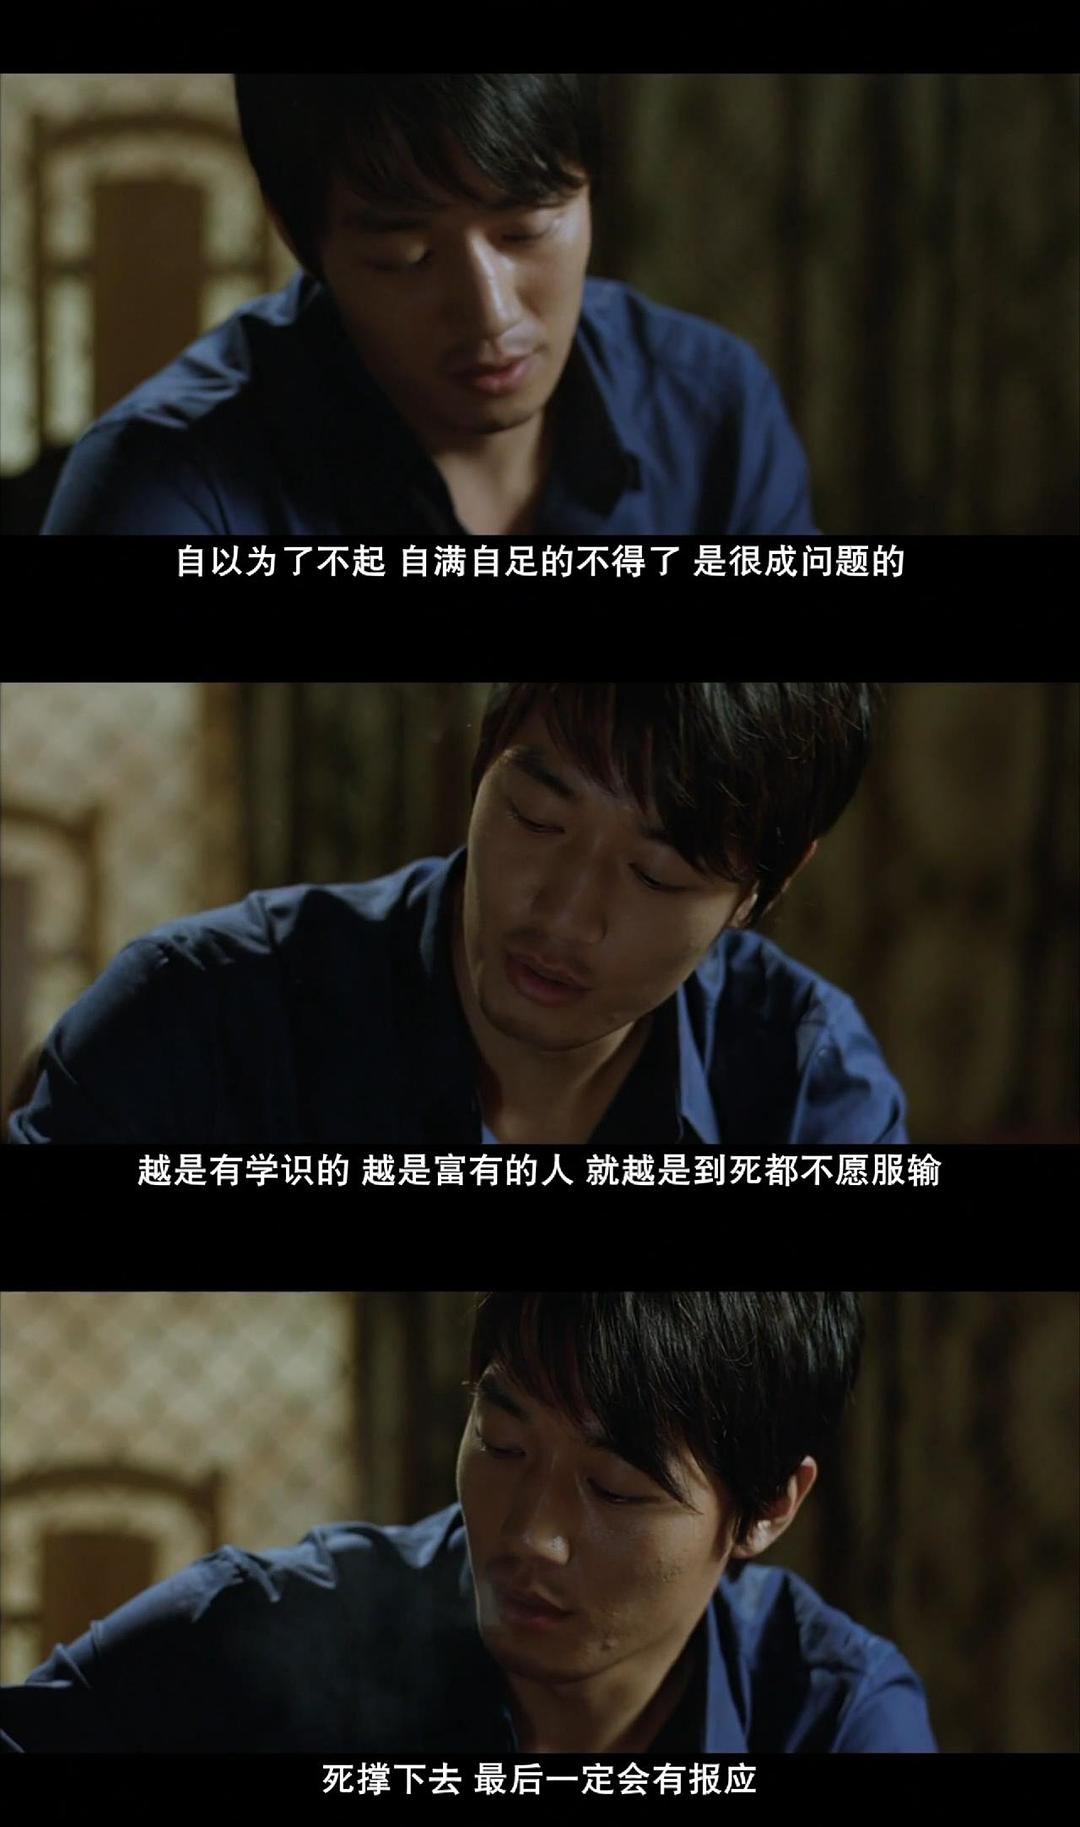 自以为了不起 自满自足的不得了 是很成问题的
越是有学识的 越是富有的人 就越是到死都不愿服输
死撑下去 最后一定会有报应